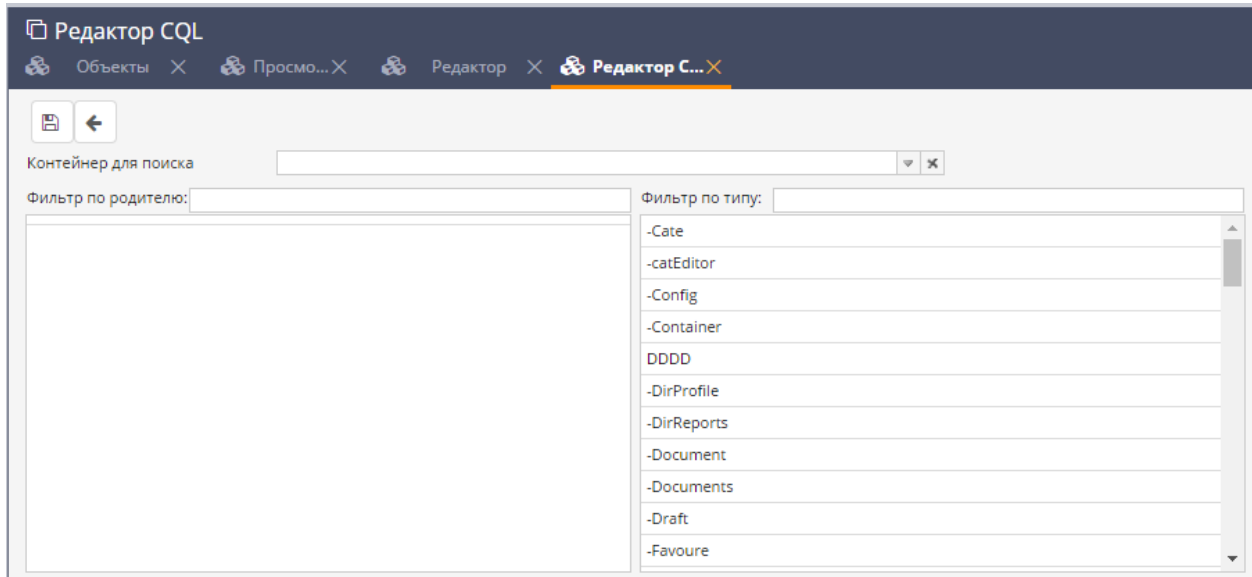 Редактор CQL
Объекты Просмо... Редактор Редактор С...
Контейнер для поиска
Фильтр по родителю: Фильтр по типу:
-Cate
-catEditor
-Config
-Container
DDDD
-DirProfile
-DirReports
-Document
-Documents
-Draft
-Favoure